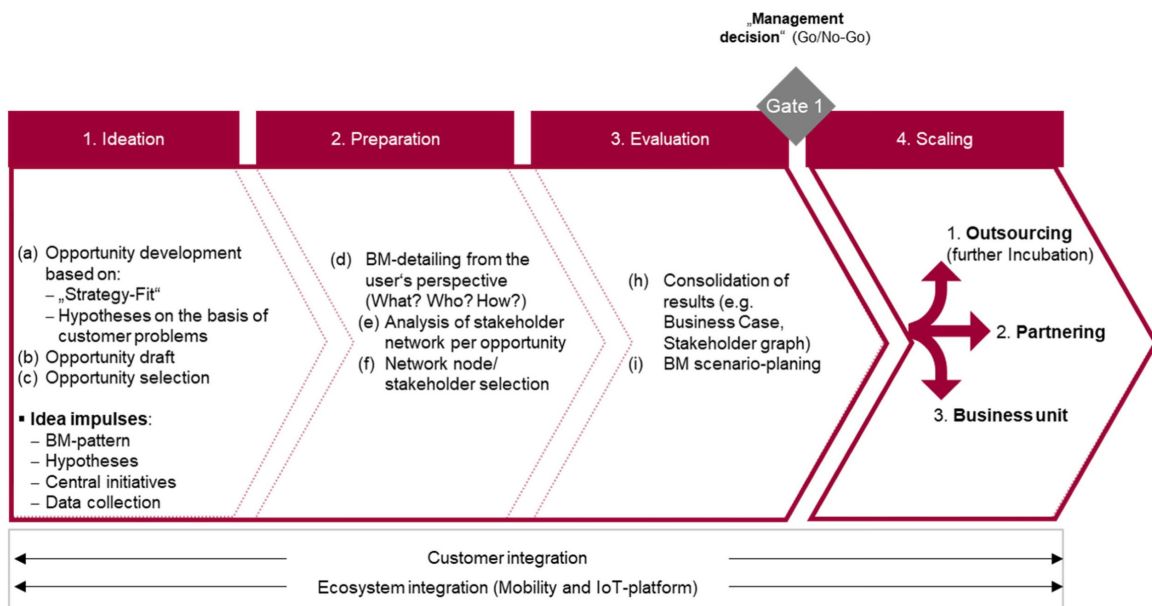 „Management
decision“ (Go/No-Go)
Gate 1
1. Ideation
2. Preparation
3. Evaluation
4. Scaling
(a) Opportunity development
based on:
– „Strategy-Fit“
– Hypotheses on the basis of
customer problems
(b) Opportunity draft
(c) Opportunity selection
▪ Idea impulses:
– BM-pattern
– Hypotheses
– Central initiatives
– Data collection
(d) BM-detailing from the
user‘s perspective
(What? Who? How?)
(e) Analysis of stakeholder
network per opportunity
(f) Network node/
stakeholder selection
(h) Consolidation of
results (e.g.
Business Case,
Stakeholder graph)
(i) BM scenario-planing
1. Outsourcing
(further Incubation)
2. Partnering
3. Business unit
Customer integration
Ecosystem integration (Mobility and IoT-platform)